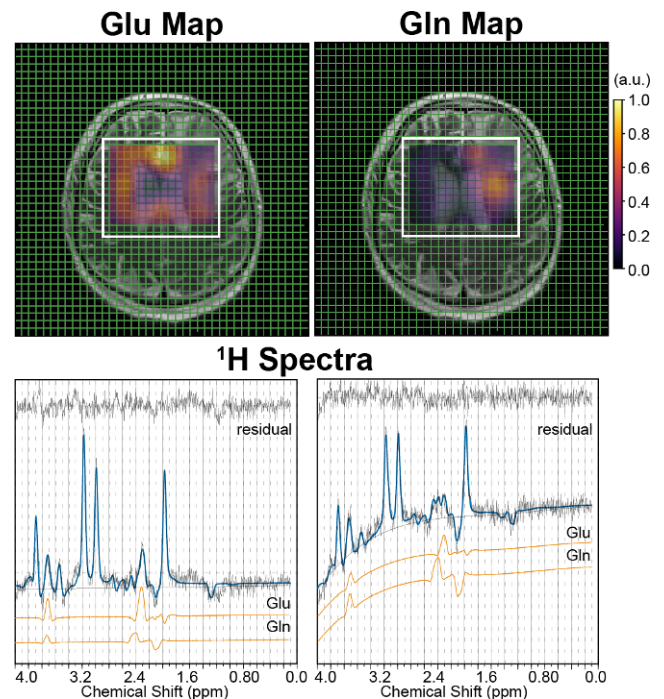 Glu Map
Gln Map
(a.u.)
1.0
0.8
0.6
0.4
0.2
0.0
¹H Spectra
residual
Glu
Gln
4.0 3.2 2.4 1.6 0.8 0.0
Chemical Shift (ppm)
residual
Glu
Gln
4.0 3.2 2.4 1.6 0.8 0.0
Chemical Shift (ppm)